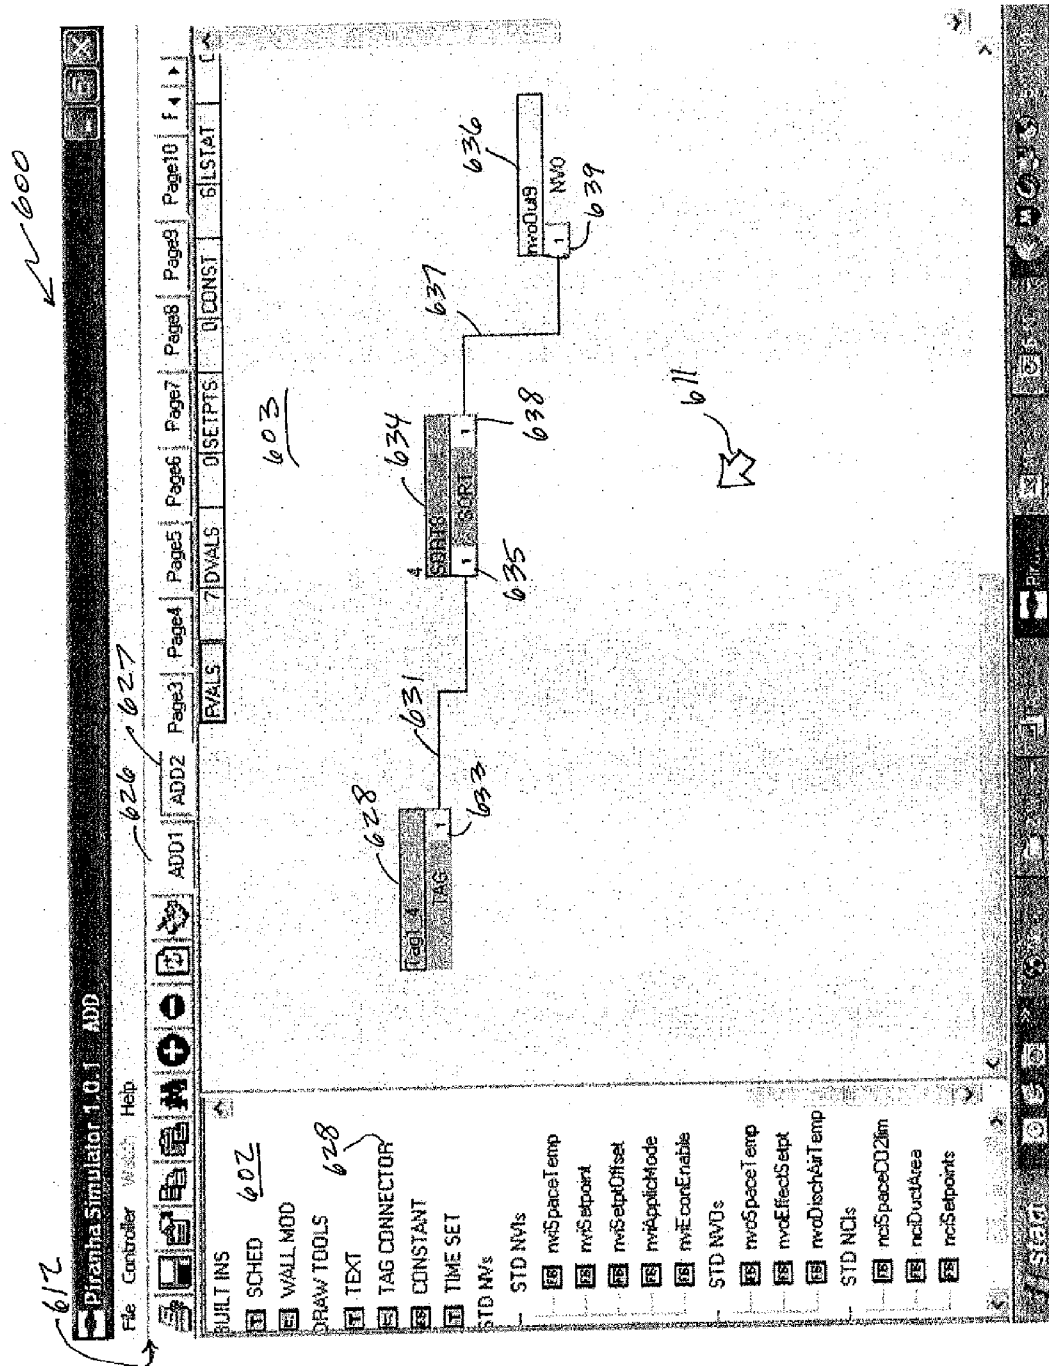 600
612
Piranha Simulator 1.0.1 ADD
File Controller Watch Help
626
627
ADD1 ADD2 Page3 Page4 Page5 Page6 Page7 Page8 Page9 Page10
PVALS 7 DVALS 0 SETPTS 0 CONST 6 LSTAT
BUILT INS
602
SCHED
WALL MOD
DRAW TOOLS
628
TEXT
TAG CONNECTOR
CONSTANT
TIME SET
STD NVs
STD NVIs
nviSpaceTemp
nviSetpoint
nviSetptOffset
nviApplicMode
nviEconEnable
STD NVOs
nvoSpaceTemp
nvoEffectSetpt
nvoDischAirTemp
STD NCIs
nciSpaceCO2lim
nciDuctArea
nciSetpoints
603
628
Tag1 4
TAG 1
633
631
4
634
1 SQRT 1
635
638
637
636
nvoOut9
1 NVO
639
611
start